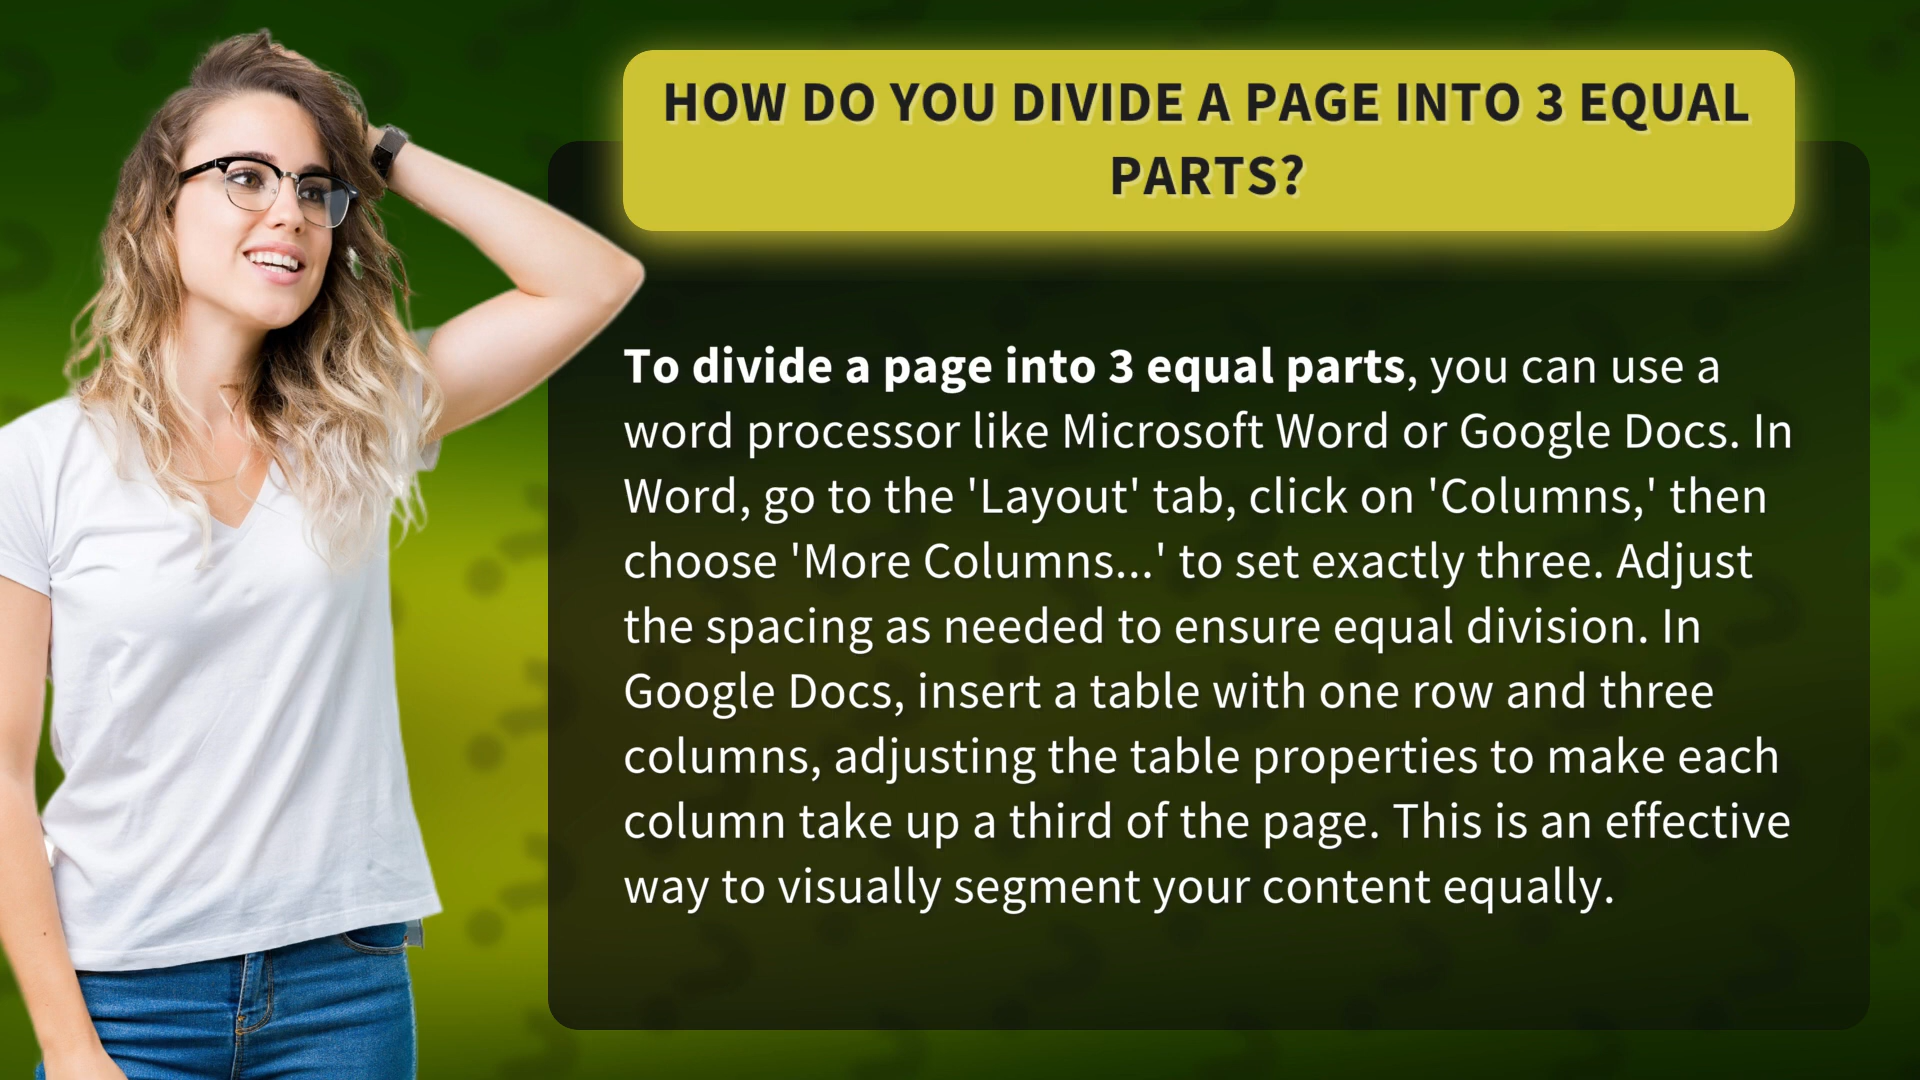 HOW DO YOU DIVIDE A PAGE INTO 3 EQUAL
PARTS?
To divide a page into 3 equal parts, you can use a
word processor like Microsoft Word or Google Docs. In
Word, go to the 'Layout' tab, click on 'Columns,' then
choose 'More Columns...' to set exactly three. Adjust
the spacing as needed to ensure equal division. In
Google Docs, insert a table with one row and three
columns, adjusting the table properties to make each
column take up a third of the page. This is an effective
way to visually segment your content equally.